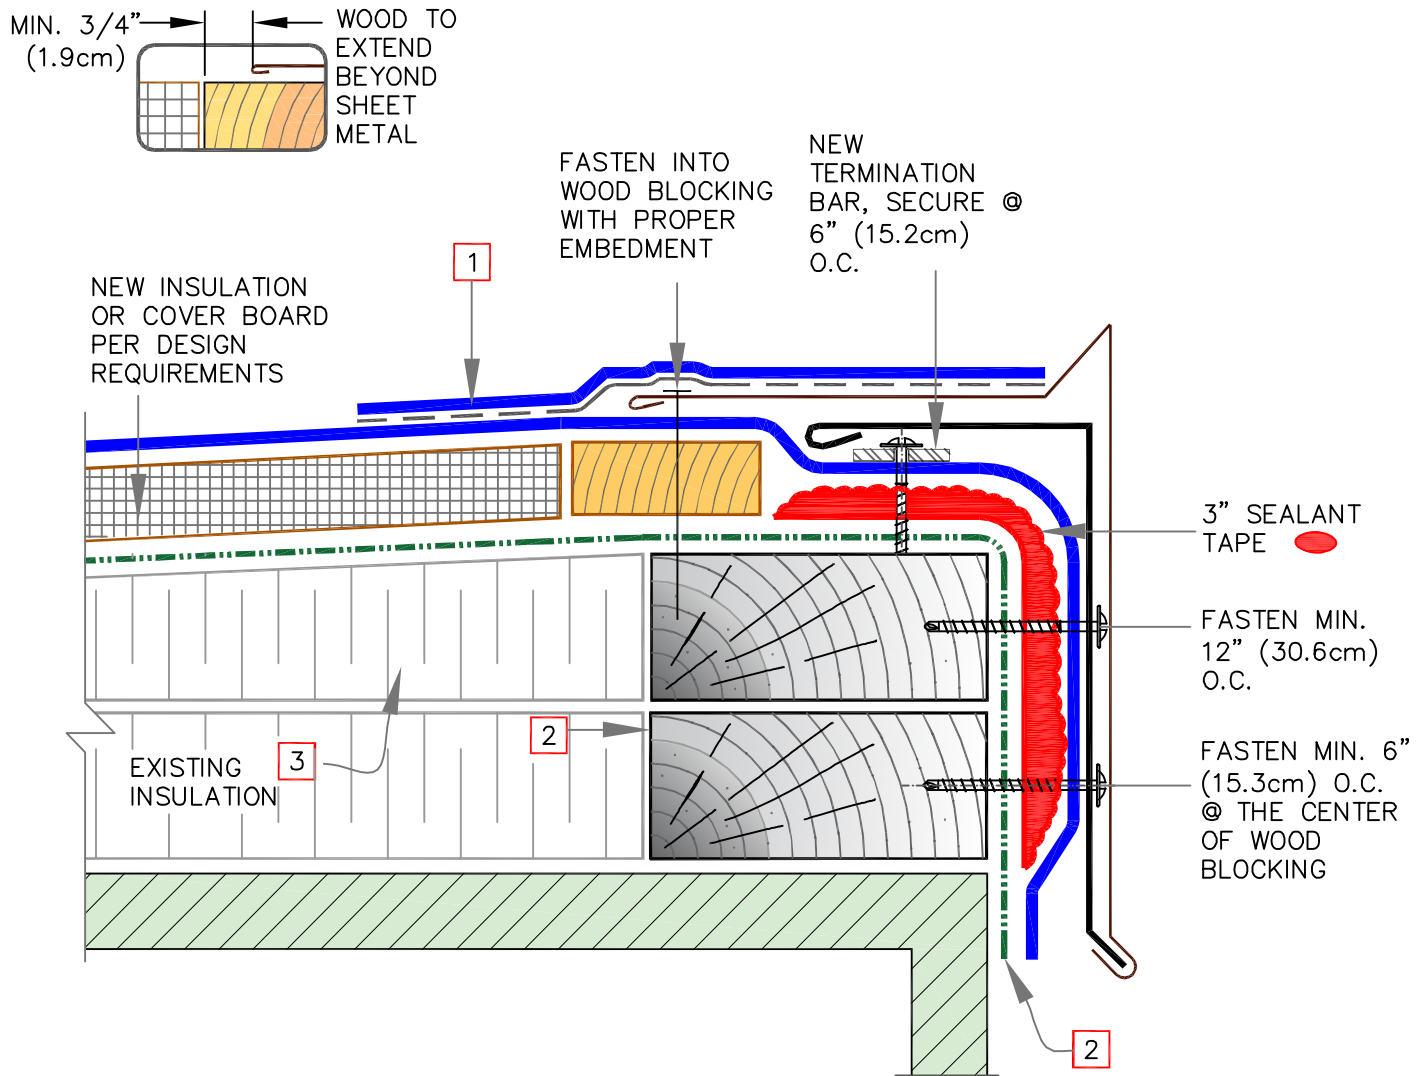 MIN. 3/4"
(1.9cm)
WOOD TO
EXTEND
BEYOND
SHEET
METAL
FASTEN INTO
WOOD BLOCKING
WITH PROPER
EMBEDMENT
NEW
TERMINATION
BAR, SECURE @
6" (15.2cm)
O.C.
1
NEW INSULATION
OR COVER BOARD
PER DESIGN
REQUIREMENTS
3" SEALANT
TAPE
FASTEN MIN.
12" (30.6cm)
O.C.
2
3
EXISTING
INSULATION
FASTEN MIN. 6"
(15.3cm) O.C.
@ THE CENTER
OF WOOD
BLOCKING
2